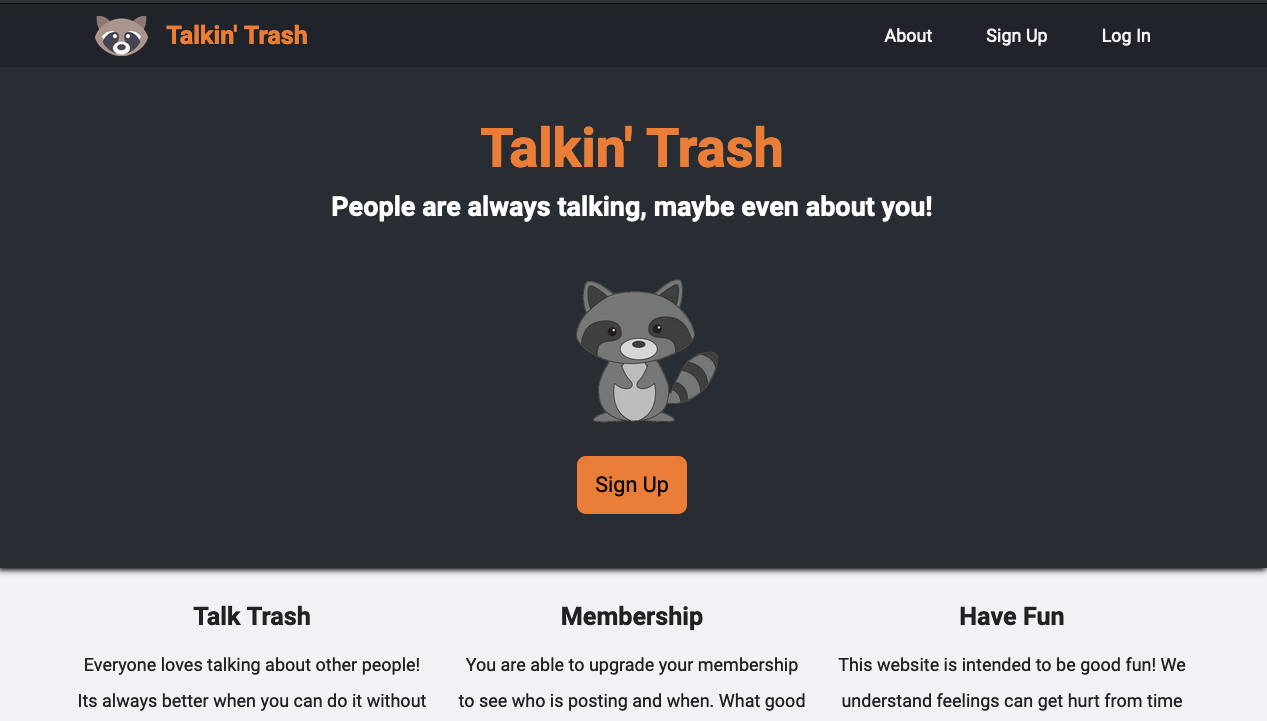 Talkin' Trash
About
Sign Up
Log In
Talkin' Trash
People are always talking, maybe even about you!
Sign Up
Talk Trash
Everyone loves talking about other people!
Its always better when you can do it without
Membership
You are able to upgrade your membership
to see who is posting and when. What good
Have Fun
This website is intended to be good fun! We
understand feelings can get hurt from time